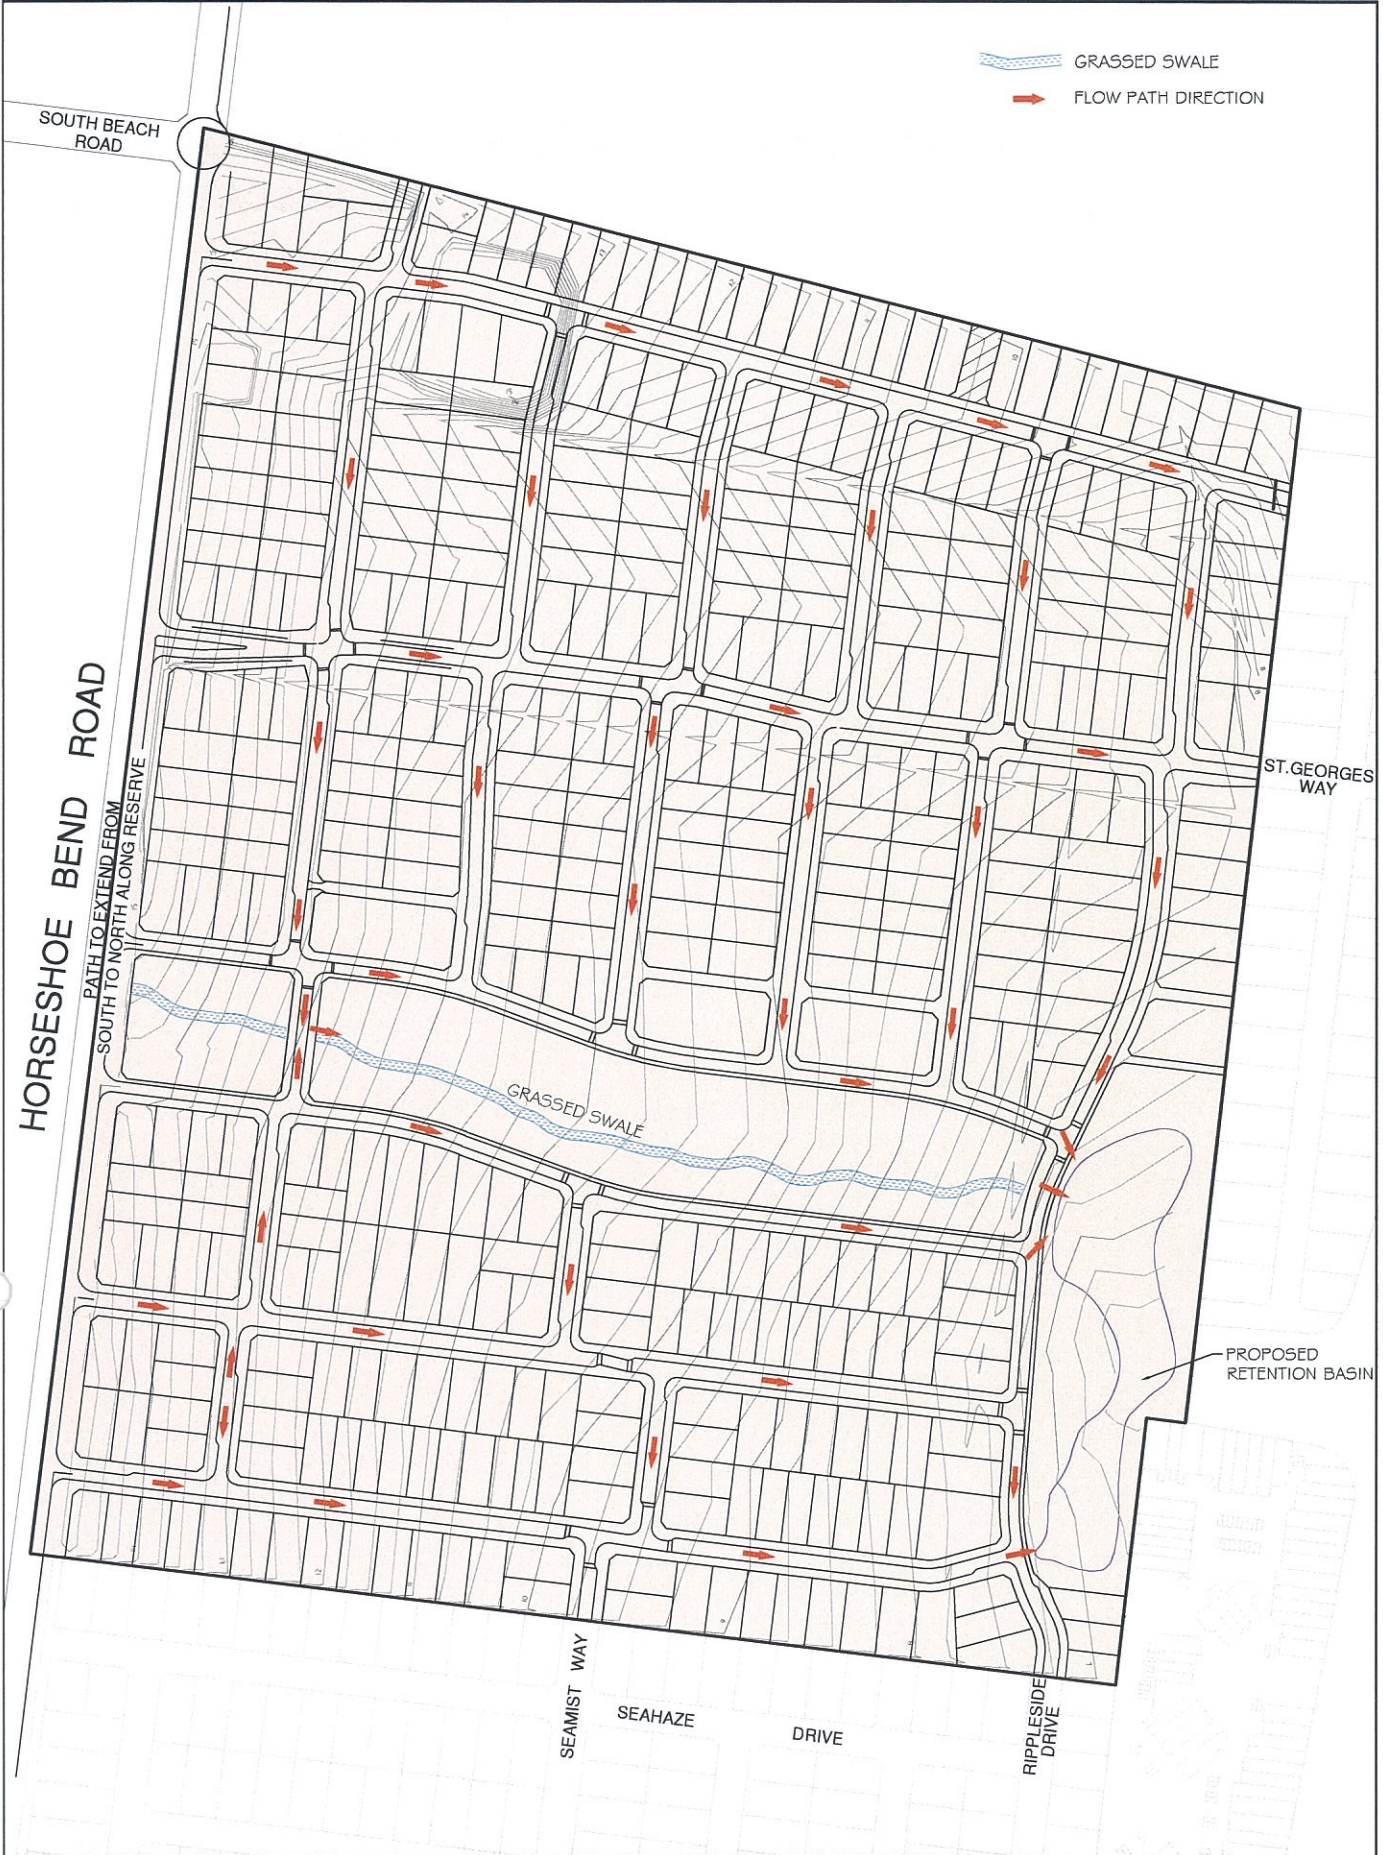 GRASSED SWALE
FLOW PATH DIRECTION
SOUTH BEACH
ROAD
HORSESHOE BEND ROAD
PATH TO EXTEND FROM
SOUTH TO NORTH ALONG RESERVE
ST.GEORGES
WAY
GRASSED SWALE
PROPOSED
RETENTION BASIN
SEAMIST WAY
SEAHAZE DRIVE
RIPPLESIDE
DRIVE